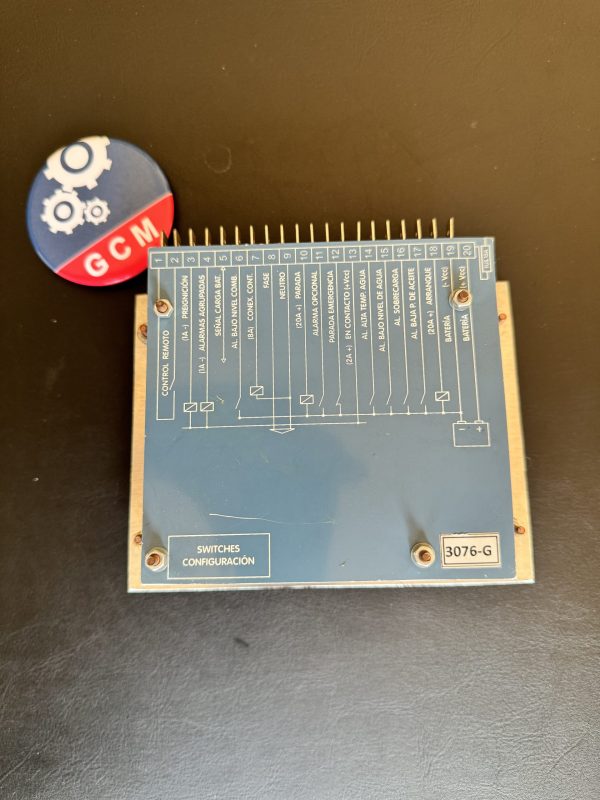 GCM
1
2
3
4
5
6
7
8
9
10
11
12
13
14
15
16
17
18
19
20
CONTROL REMOTO
(1A -) PREIGNICIÓN
(1A -) ALARMAS AGRUPADAS
SEÑAL CARGA BAT.
AL. BAJO NIVEL COMB.
(8A) CONEX. CONT.
FASE
NEUTRO
(20A +) PARADA
ALARMA OPCIONAL
PARADA EMERGENCIA
(2A +) EN CONTACTO (+Vcc)
AL. ALTA TEMP. AGUA
AL. BAJO NIVEL DE AGUA
AL. SOBRECARGA
AL. BAJA P. DE ACEITE
(20A +) ARRANQUE
BATERÍA (- Vcc)
BATERÍA (+ Vcc)
- +
SWITCHES
CONFIGURACIÓN
3076-G